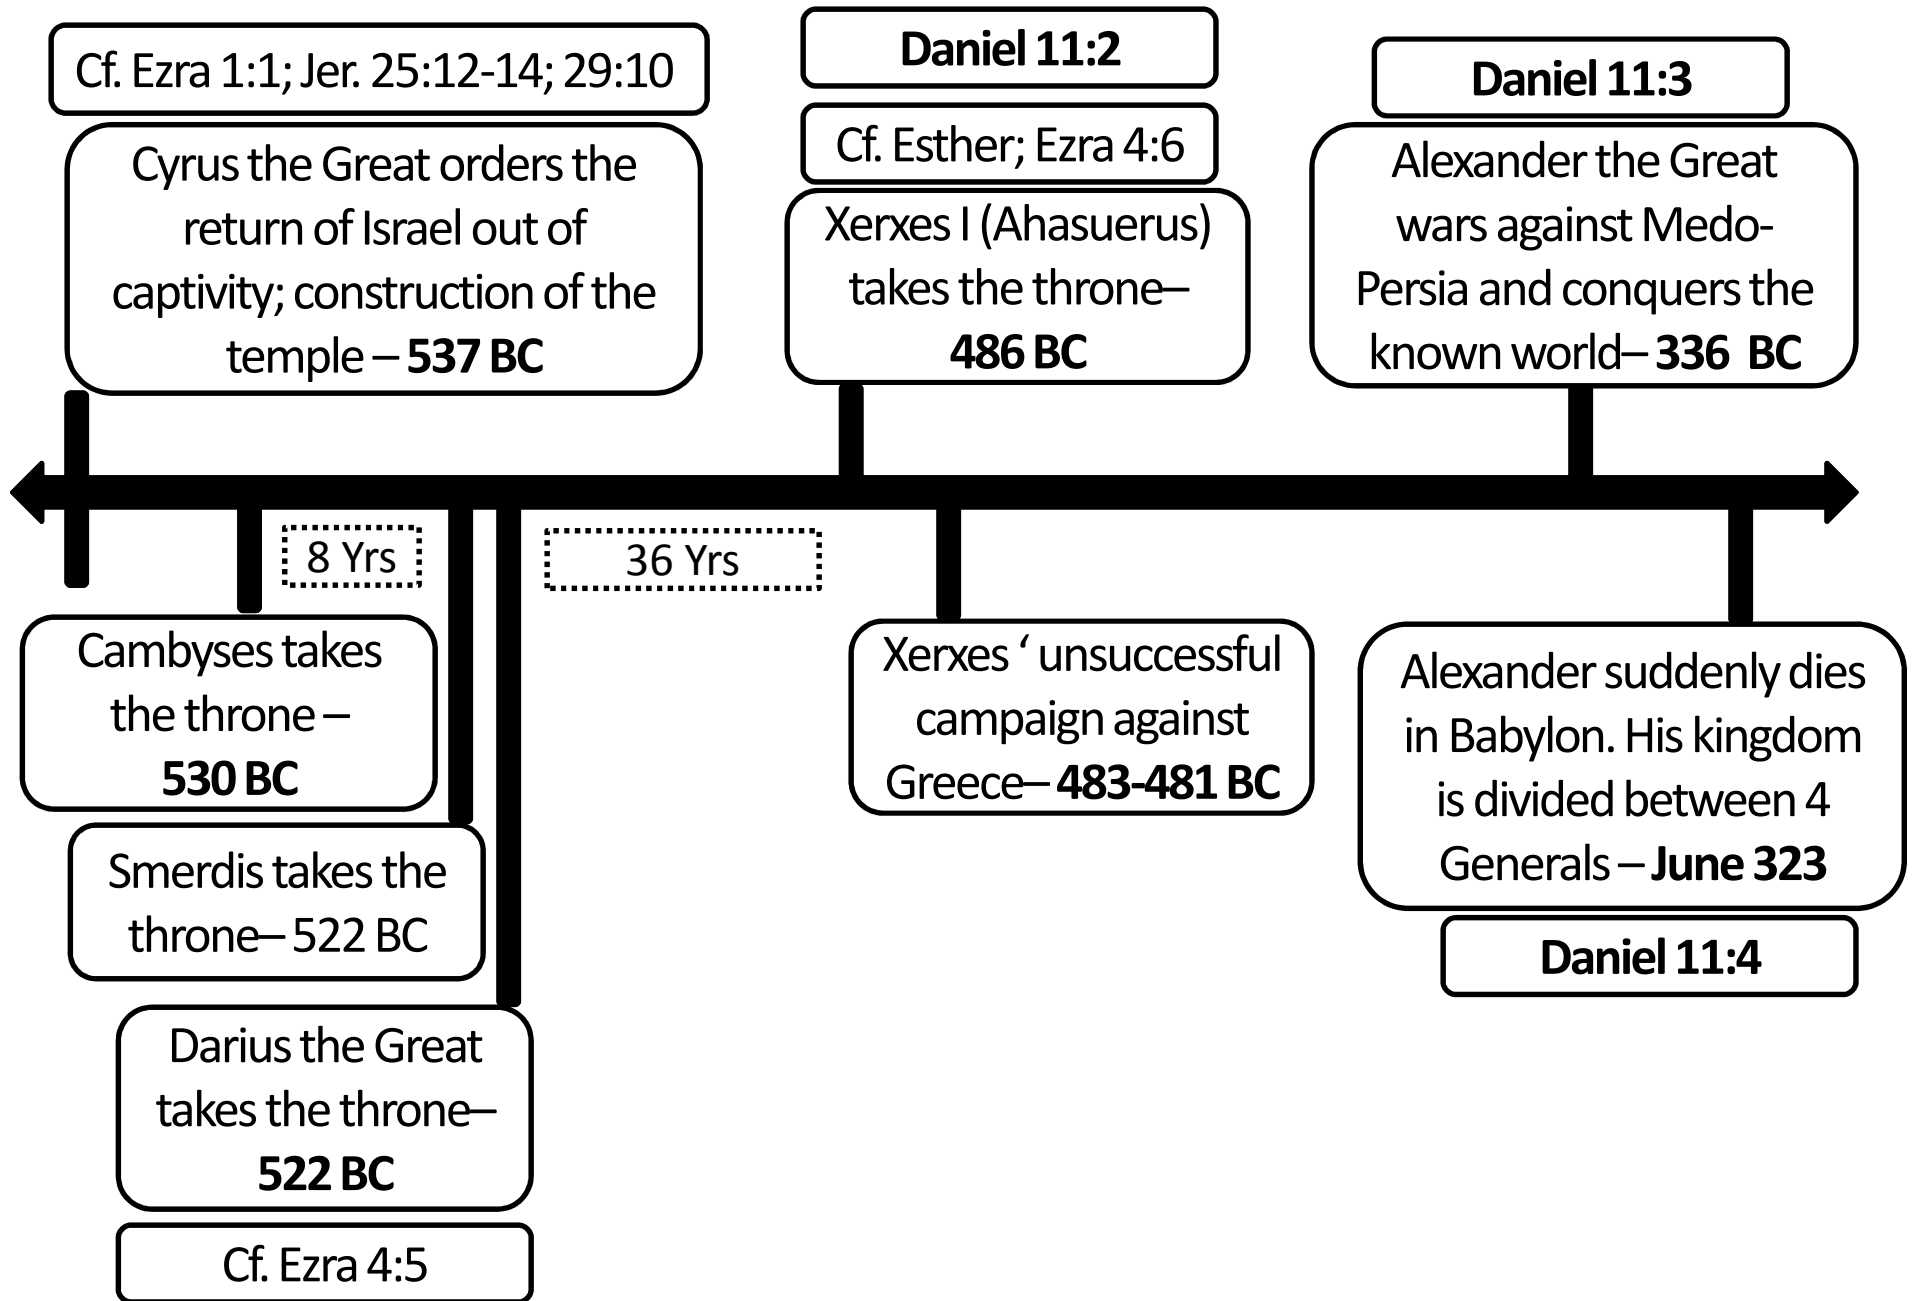 Cf. Ezra 1:1; Jer. 25:12-14; 29:10
Cyrus the Great orders the
return of Israel out of
captivity; construction of the
temple – 537 BC
Daniel 11:2
Cf. Esther; Ezra 4:6
Xerxes I (Ahasuerus)
takes the throne–
486 BC
Daniel 11:3
Alexander the Great
wars against Medo-
Persia and conquers the
known world– 336  BC
8 Yrs
36 Yrs
Cambyses takes
the throne –
530 BC
Smerdis takes the
throne– 522 BC
Darius the Great
takes the throne–
522 BC
Cf. Ezra 4:5
Xerxes ‘ unsuccessful
campaign against
Greece– 483-481 BC
Alexander suddenly dies
in Babylon. His kingdom
is divided between 4
Generals – June 323
Daniel 11:4